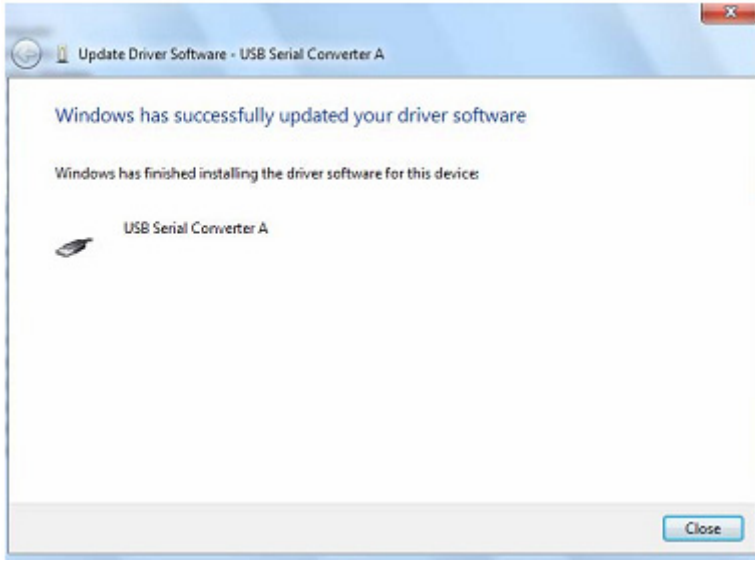 Update Driver Software - USB Serial Converter A
Windows has successfully updated your driver software
Windows has finished installing the driver software for this device:
USB Serial Converter A
Close